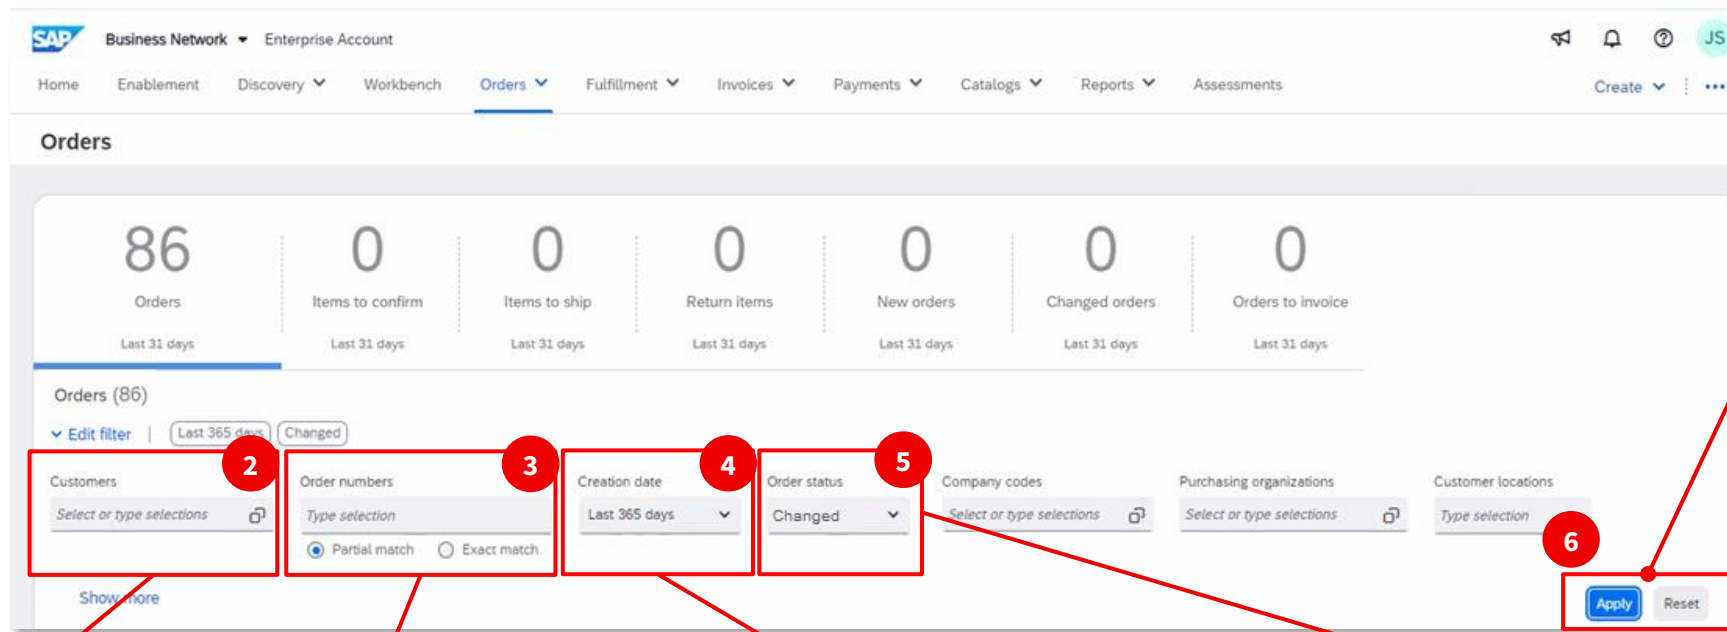 SAP Business Network Enterprise Account JS
Home Enablement Discovery Workbench Orders Fulfillment Invoices Payments Catalogs Reports Assessments Create
Orders
86 0 0 0 0 0 0
Orders Items to confirm Items to ship Return items New orders Changed orders Orders to invoice
Last 31 days Last 31 days Last 31 days Last 31 days Last 31 days Last 31 days Last 31 days
Orders (86)
Edit filter | Last 365 days Changed
2 3 4 5
Customers Order numbers Creation date Order status Company codes Purchasing organizations Customer locations
Select or type selections Type selection Last 365 days Changed Select or type selections Select or type selections Type selection
Partial match Exact match
6
Show more
Apply Reset